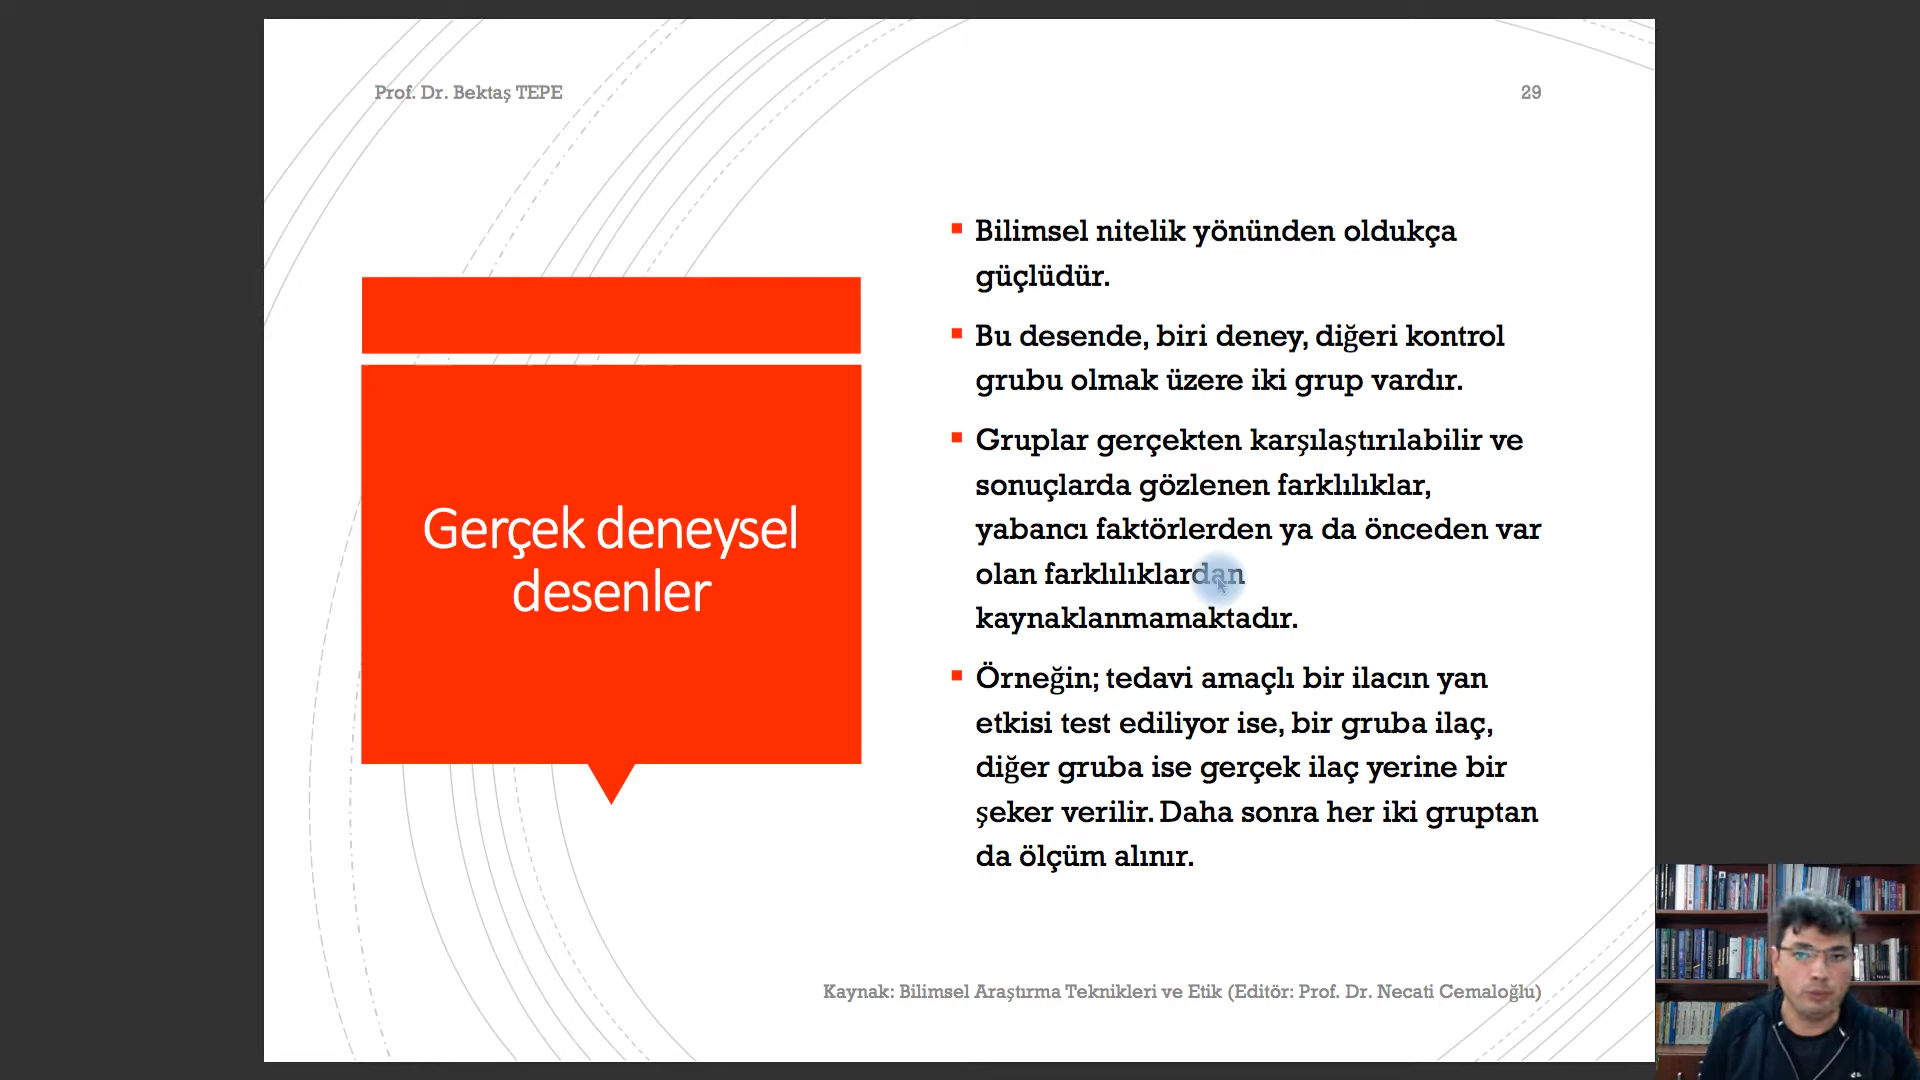 Prof. Dr. Bektaş TEPE
29
Gerçek deneysel
desenler
Bilimsel nitelik yönünden oldukça
güçlüdür.
Bu desende, biri deney, diğeri kontrol
grubu olmak üzere iki grup vardır.
Gruplar gerçekten karşılaştırılabilir ve
sonuçlarda gözlenen farklılıklar,
yabancı faktörlerden ya da önceden var
olan farklılıklardan
kaynaklanmamaktadır.
Örneğin; tedavi amaçlı bir ilacın yan
etkisi test ediliyor ise, bir gruba ilaç,
diğer gruba ise gerçek ilaç yerine bir
şeker verilir. Daha sonra her iki gruptan
da ölçüm alınır.
Kaynak: Bilimsel Araştırma Teknikleri ve Etik (Editör: Prof. Dr. Necati Cemaloğlu)